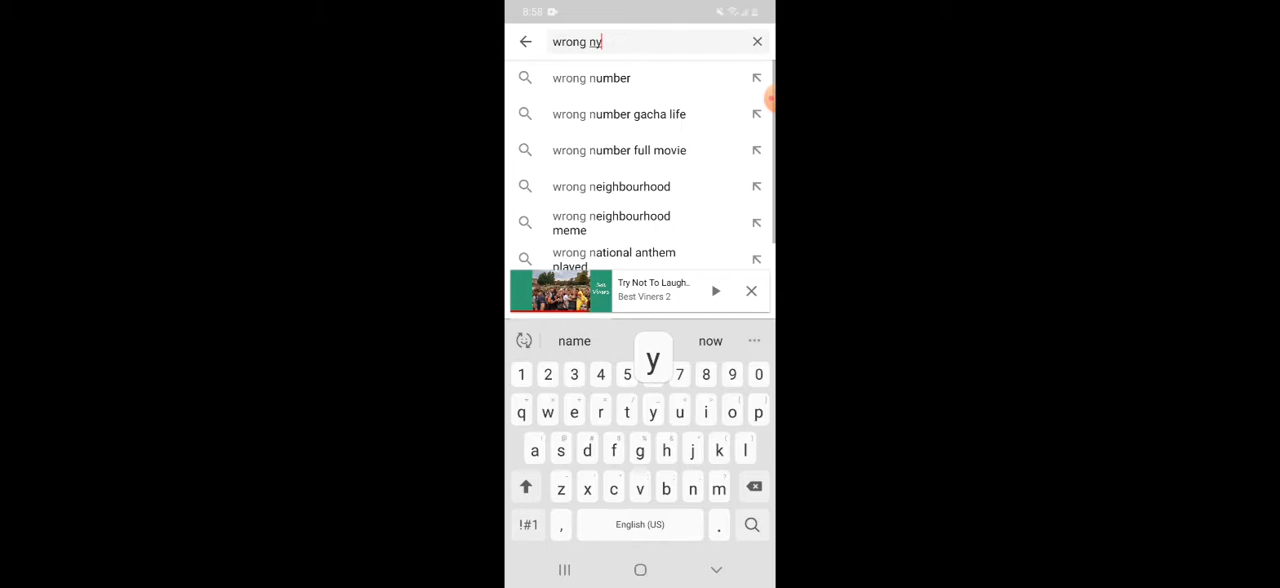 8:58
wrong ny
wrong number
wrong number gacha life
wrong number full movie
wrong neighbourhood
wrong neighbourhood
meme
wrong national anthem
played
Try Not To Laugh..
Best Viners 2
name
y
now
1 2 3 4 5 7 8 9 0
q w e r t y u i o p
a s d f g h j k l
z x c v b n m
!#1 , English (US) .